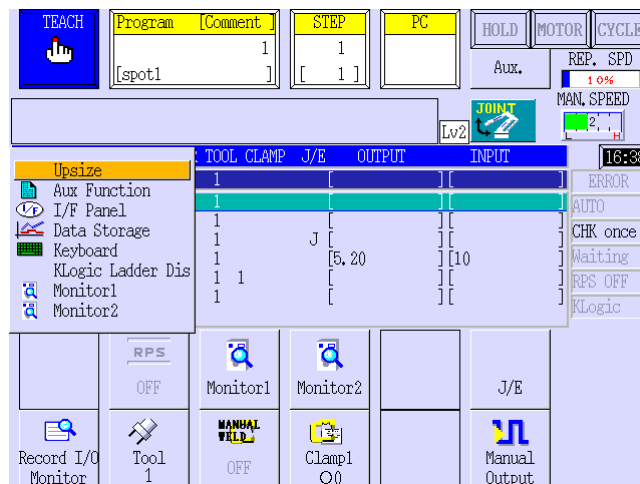 TEACH
Program [Comment ]
1
[spot1 ]
STEP
1
[ 1 ]
PC
HOLD
MOTOR
CYCLE
Aux.
REP. SPD
10%
MAN. SPEED
2
L H
Lv2
JOINT
TOOL CLAMP J/E OUTPUT INPUT
16:38
1 [ ] [ ]
1 [ ] [ ]
1 [ ] [ ]
1 J [ ] [ ]
1 [5. 20 ] [10 ]
1 1 [ ] [ ]
1 [ ] [ ]
Upsize
Aux Function
I/F Panel
Data Storage
Keyboard
KLogic Ladder Dis
Monitor1
Monitor2
ERROR
AUTO
CHK once
Waiting
RPS OFF
KLogic
RPS
OFF
Monitor1
Monitor2
J/E
Record I/O
Monitor
Tool
1
MANUAL
WELD
OFF
Clamp1
Manual
Output